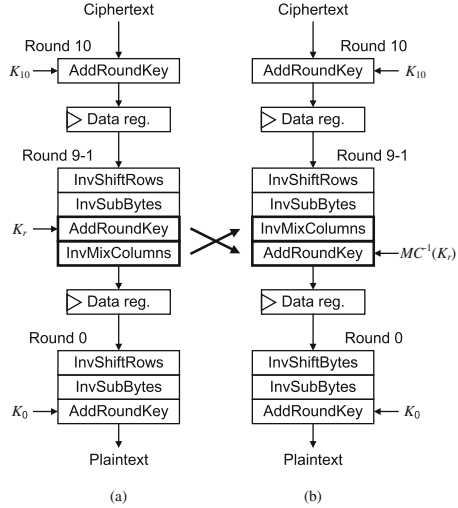 Ciphertext
Round 10
K10
AddRoundKey
Data reg.
Round 9-1
InvShiftRows
InvSubBytes
Kr
AddRoundKey
InvMixColumns
Data reg.
Round 0
InvShiftRows
InvSubBytes
K0
AddRoundKey
Plaintext
(a)
Ciphertext
Round 10
AddRoundKey
K10
Data reg.
Round 9-1
InvShiftRows
InvSubBytes
InvMixColumns
AddRoundKey
MC-1(Kr)
Data reg.
Round 0
InvShiftBytes
InvSubBytes
AddRoundKey
K0
Plaintext
(b)